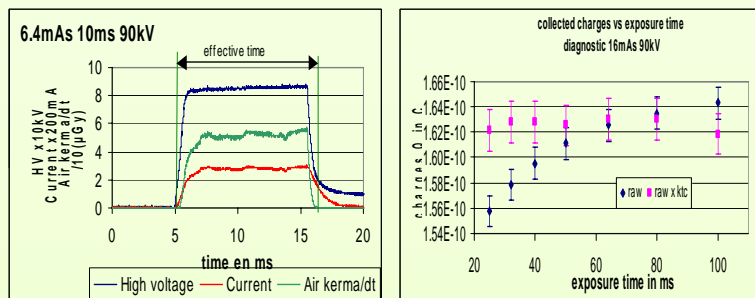 6.4mAs 10ms 90kV
effective time
HV x10kV
Current x200mA
Air kerma/dt
/10(µGy)
10
8
6
4
2
0
0 5 10 15 20
time en ms
High voltage Current Air kerma/dt
collected charges vs exposure time
diagnostic 16mAs 90kV
charges Q in C
1.66E-10
1.64E-10
1.62E-10
1.60E-10
1.58E-10
1.56E-10
1.54E-10
raw raw x ktc
20 40 60 80 100
exposure time in ms